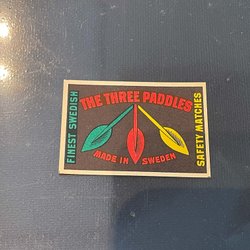 FINEST SWEDISH
THE THREE PADDLES
MADE IN SWEDEN
SAFETY MATCHES